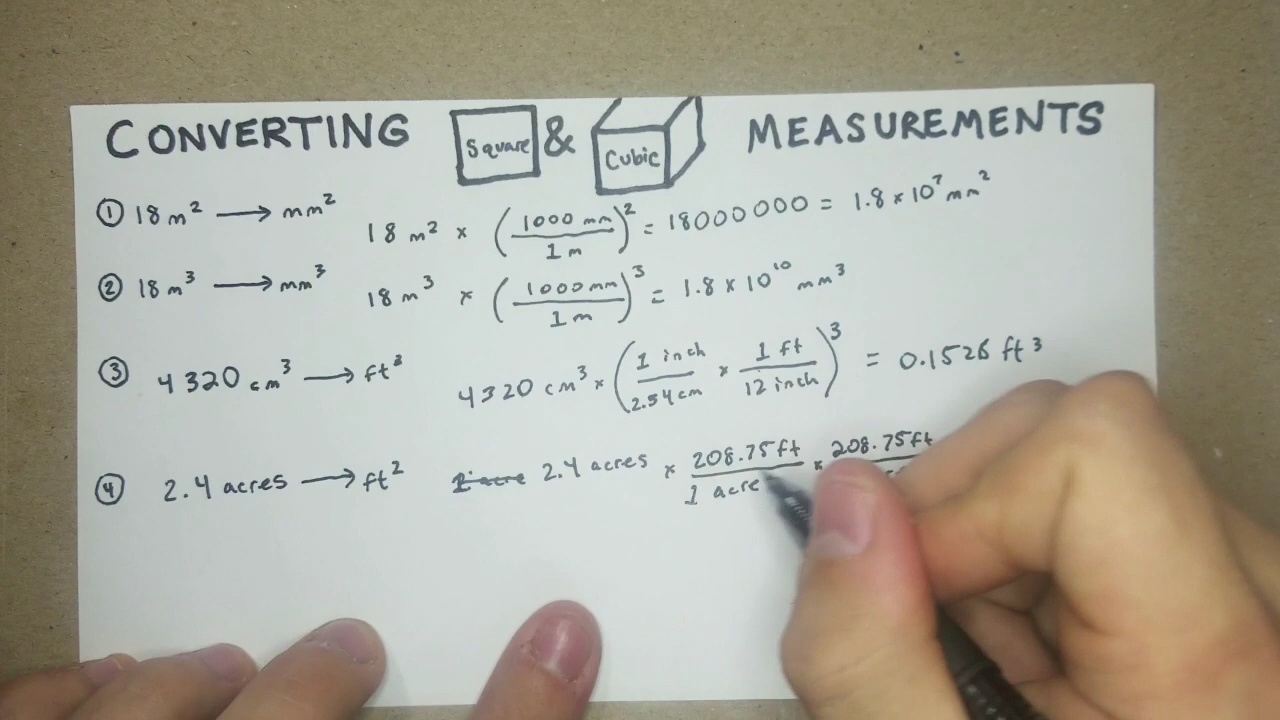 CONVERTING Square & Cubic MEASUREMENTS
① 18 m² → mm² 18 m² × (1000 mm / 1 m)² = 18000000 = 1.8 × 10⁷ mm²
② 18 m³ → mm³ 18 m³ × (1000 mm / 1 m)³ = 1.8 × 10¹⁰ mm³
③ 4320 cm³ → ft³ 4320 cm³ × (1 inch / 2.54 cm × 1 ft / 12 inch)³ = 0.1526 ft³
④ 2.4 acres → ft² 1 acre 2.4 acres × 208.75 ft / 1 acre × 208.75 ft